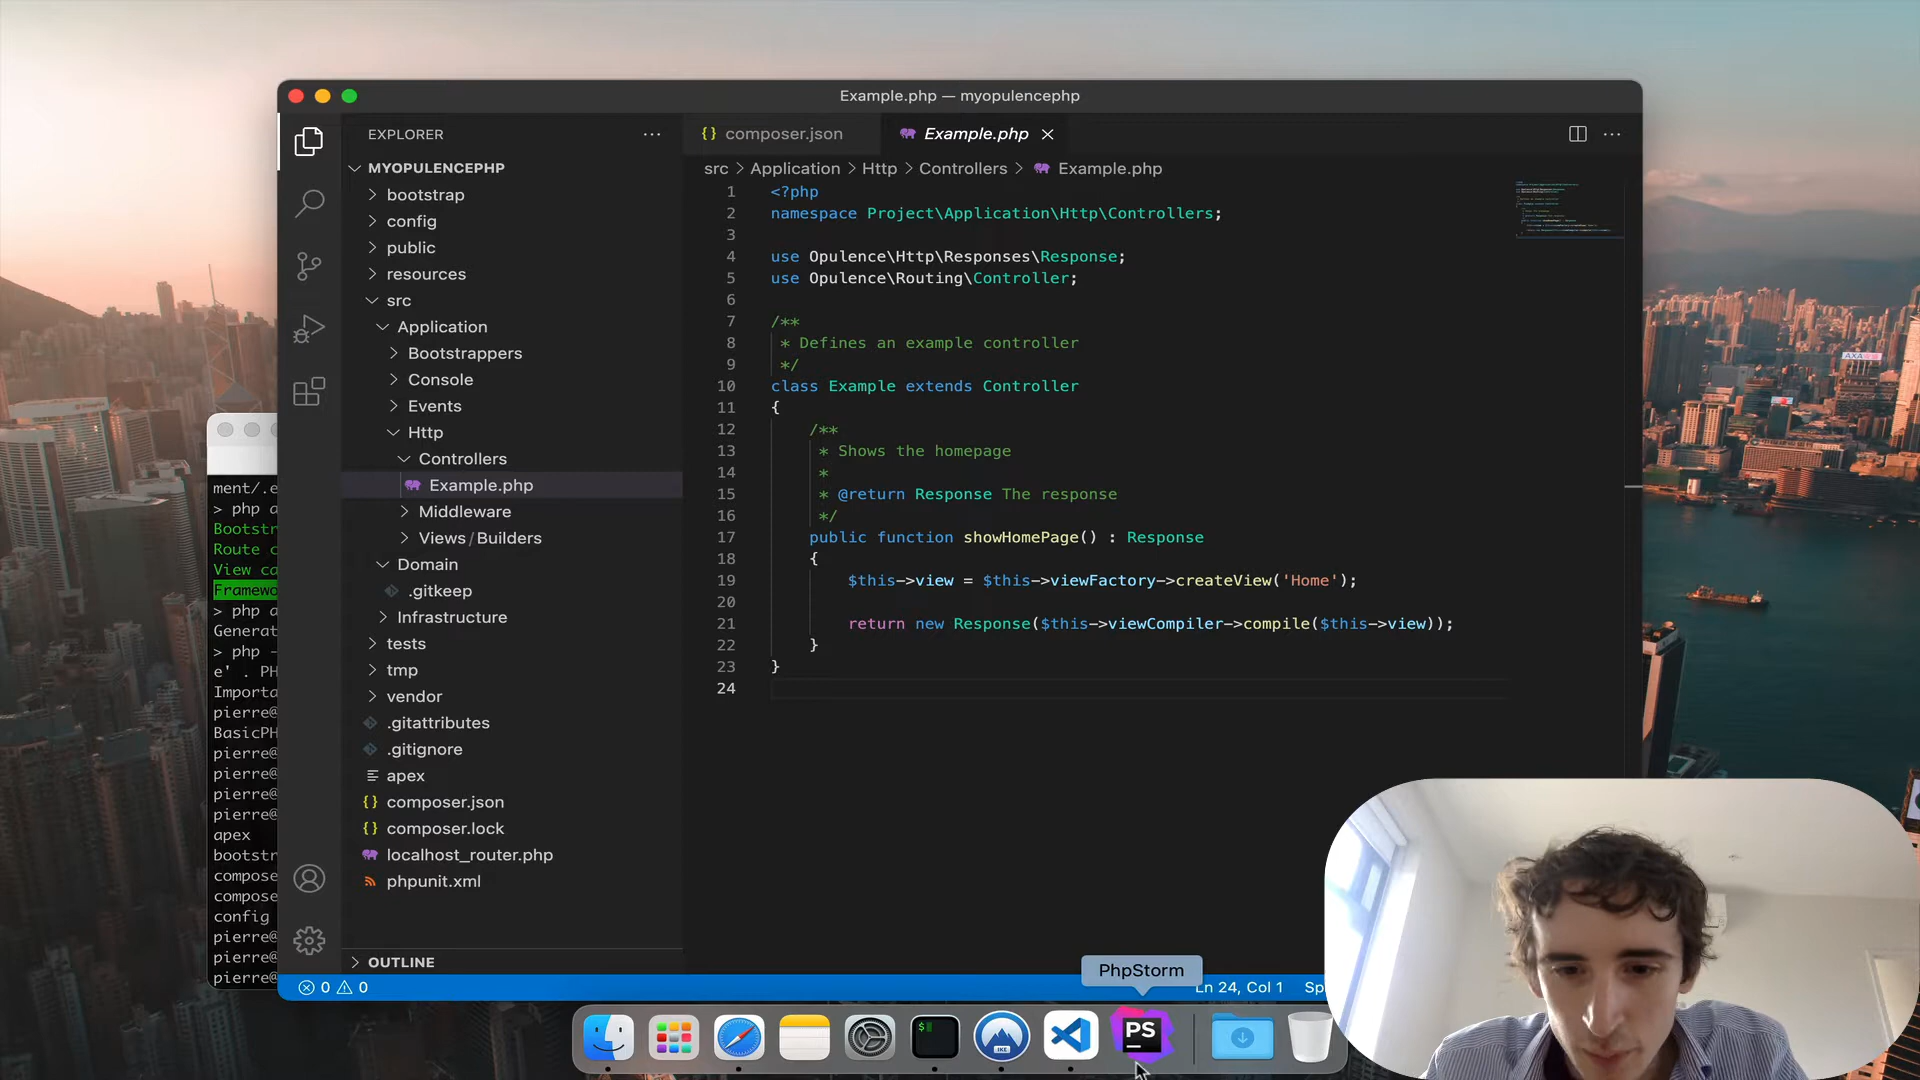 Example.php — myopulencephp
EXPLORER
composer.json
Example.php
MYOPULENCEPHP
src > Application > Http > Controllers > Example.php
bootstrap
config
public
resources
src
Application
Bootstrappers
Console
Events
Http
Controllers
Example.php
Middleware
Views/Builders
Domain
.gitkeep
Infrastructure
tests
tmp
vendor
.gitattributes
.gitignore
apex
{} composer.json
{} composer.lock
localhost_router.php
phpunit.xml
OUTLINE
1 <?php
2 namespace Project\Application\Http\Controllers;
3
4 use Opulence\Http\Responses\Response;
5 use Opulence\Routing\Controller;
6
7 /**
8 * Defines an example controller
9 */
10 class Example extends Controller
11 {
12 /**
13 * Shows the homepage
14 *
15 * @return Response The response
16 */
17 public function showHomePage() : Response
18 {
19 $this->view = $this->viewFactory->createView('Home');
20
21 return new Response($this->viewCompiler->compile($this->view));
22 }
23 }
24
ment/.e
> php a
Bootstr
Route c
View ca
Framewo
> php a
Generat
> php -
e' . PH
Importa
pierre@
BasicPH
pierre@
pierre@
pierre@
pierre@
apex
bootstr
compose
compose
config
pierre@
pierre@
pierre@
0 0
Ln 24, Col 1
Sp
PhpStorm
$
IKE
PS
AXA